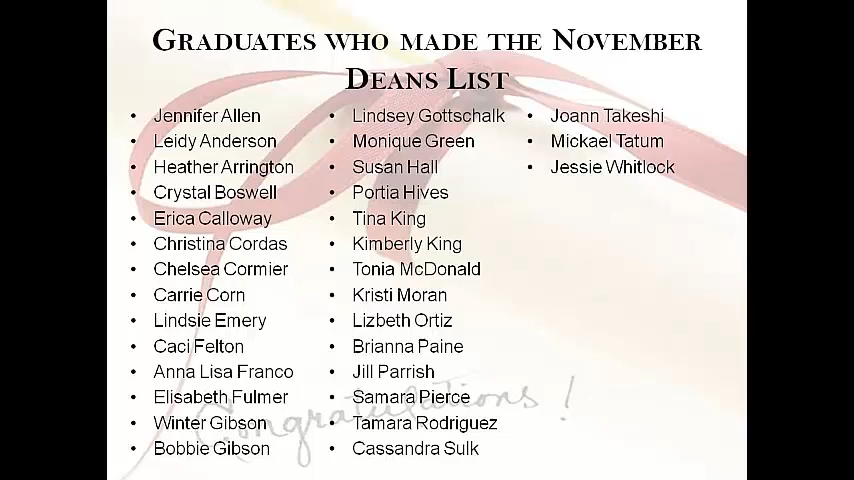 GRADUATES WHO MADE THE NOVEMBER
DEANS LIST
• Jennifer Allen
• Leidy Anderson
• Heather Arrington
• Crystal Boswell
• Erica Calloway
• Christina Cordas
• Chelsea Cormier
• Carrie Corn
• Lindsie Emery
• Caci Felton
• Anna Lisa Franco
• Elisabeth Fulmer
• Winter Gibson
• Bobbie Gibson
• Lindsey Gottschalk
• Monique Green
• Susan Hall
• Portia Hives
• Tina King
• Kimberly King
• Tonia McDonald
• Kristi Moran
• Lizbeth Ortiz
• Brianna Paine
• Jill Parrish
• Samara Pierce
• Tamara Rodriguez
• Cassandra Sulk
• Joann Takeshi
• Mickael Tatum
• Jessie Whitlock
Congratulations!